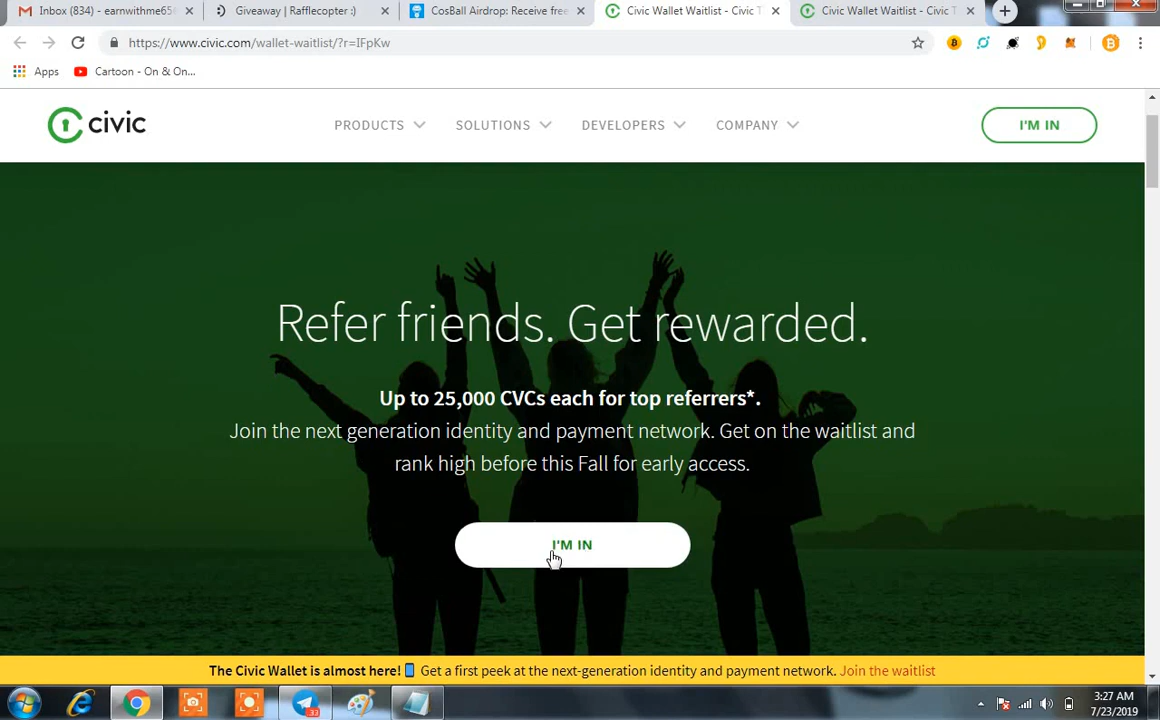 Inbox (834) - earnwithme65
Giveaway | Rafflecopter :)
CosBall Airdrop: Receive free
Civic Wallet Waitlist - Civic T
Civic Wallet Waitlist - Civic T
https://www.civic.com/wallet-waitlist/?r=IFpKw
Apps
Cartoon - On & On...
civic
PRODUCTS
SOLUTIONS
DEVELOPERS
COMPANY
I'M IN
Refer friends. Get rewarded.
Up to 25,000 CVCs each for top referrers*.
Join the next generation identity and payment network. Get on the waitlist and
rank high before this Fall for early access.
I'M IN
The Civic Wallet is almost here! Get a first peek at the next-generation identity and payment network. Join the waitlist
33
3:27 AM
7/23/2019